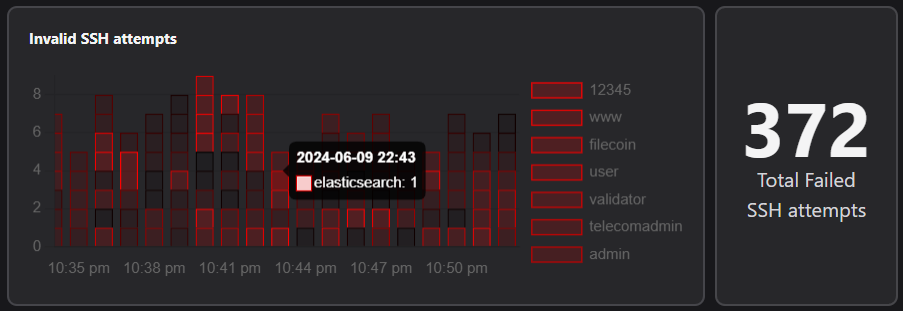 Invalid SSH attempts
8
6
4
2
0
10:35 pm
10:38 pm
10:41 pm
10:44 pm
10:47 pm
10:50 pm
2024-06-09 22:43
elasticsearch: 1
12345
www
filecoin
user
validator
telecomadmin
admin
372
Total Failed
SSH attempts